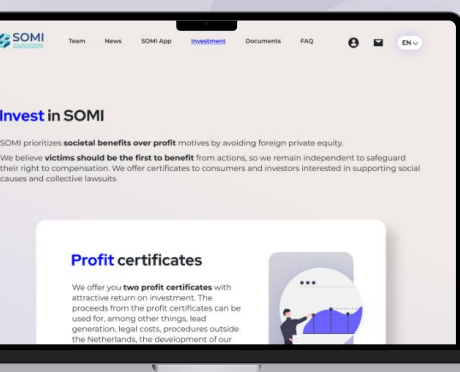 SOMI
Team News SOMI App Investment Documents FAQ EN
Invest in SOMI
SOMI prioritizes societal benefits over profit motives by avoiding foreign private equity.
We believe victims should be the first to benefit from actions, so we remain independent to safeguard
their right to compensation. We offer certificates to consumers and investors interested in supporting social
causes and collective lawsuits
Profit certificates
We offer you two profit certificates with
attractive return on investment. The
proceeds from the profit certificates can be
used for, among other things, lead
generation, legal costs, procedures outside
the Netherlands, the development of our